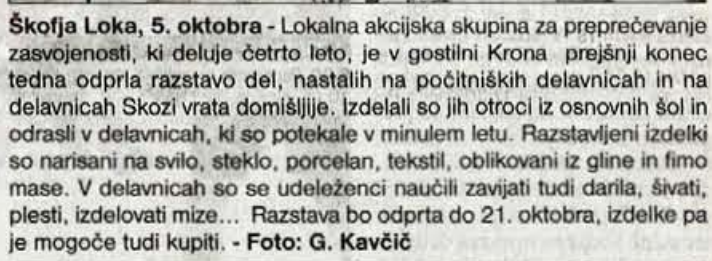 Škofja Loka, 5. oktobra - Lokalna akcijska skupina za preprečevanje
zasvojenosti, ki deluje četrto leto, je v gostilni Krona prejšnji konec
tedna odprla razstavo del, nastalih na počitniških delavnicah in na
delavnicah Skozi vrata domišljije. Izdelali so jih otroci iz osnovnih šol in
odrasli v delavnicah, ki so potekale v minulem letu. Razstavljeni izdelki
so narisani na svilo, steklo, porcelan, tekstil, oblikovani iz gline in fimo
mase. V delavnicah so se udeleženci naučili zavijati tudi darila, šivati,
plesti, izdelovati mize... Razstava bo odprta do 21. oktobra, izdelke pa
je mogoče tudi kupiti. - Foto: G. Kavčič